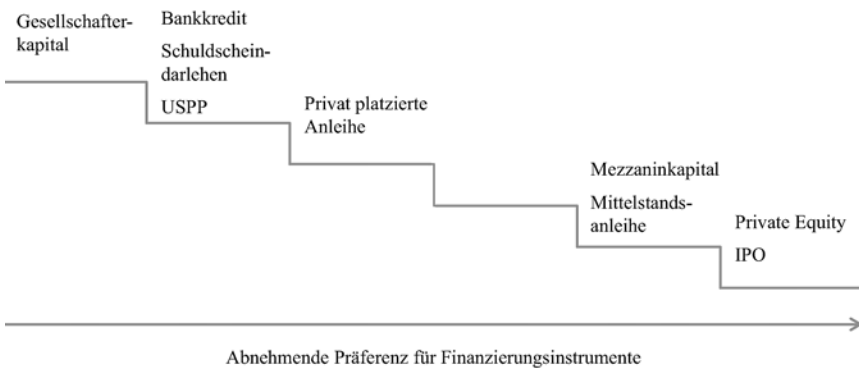 Gesellschafter-
kapital
Bankkredit
Schuldschein-
darlehen
USPP
Privat platzierte
Anleihe
Mezzaninkapital
Mittelstands-
anleihe
Private Equity
IPO
Abnehmende Präferenz für Finanzierungsinstrumente